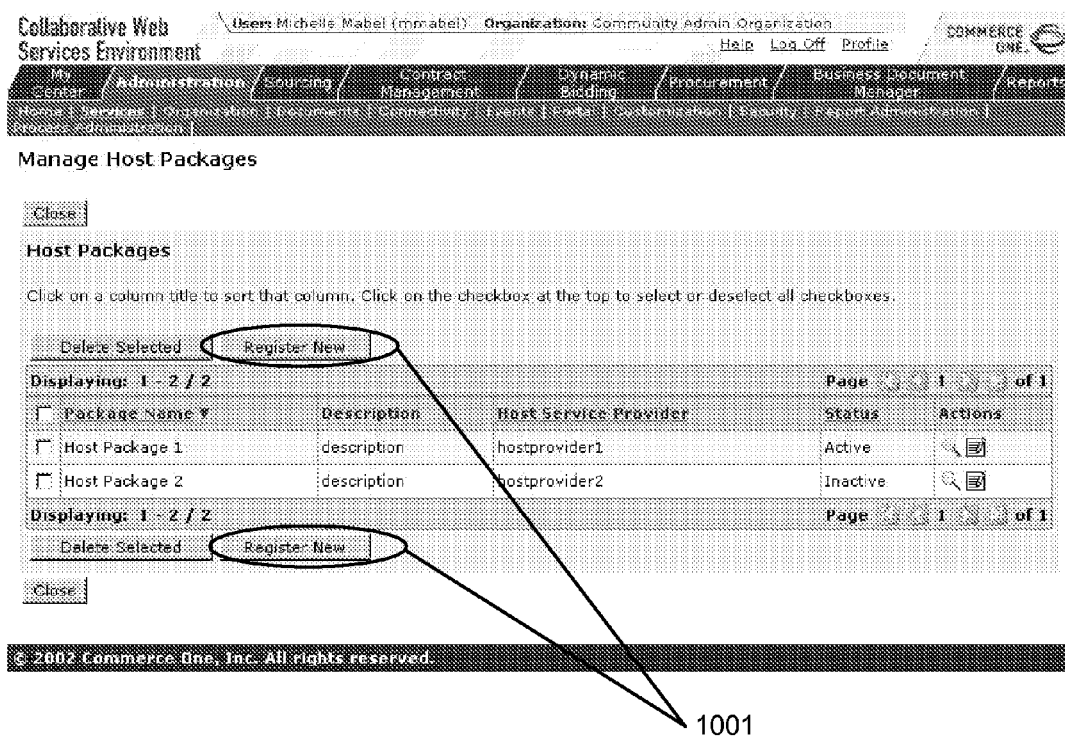 Collaborative Web
Services Environment
User: Michelle Mabel (mmabel) Organization: Community Admin Organization
Help Log Off Profile
COMMERCE
ONE.
My
Center
Administration
Sourcing
Contract
Management
Dynamic
Bidding
Procurement
Business Document
Manager
Reports
Home | Services | Organization | Documents | Connectivity | Events | Portal | Customization | Security | Report Administration |
Process Administration |
Manage Host Packages
Close
Host Packages
Click on a column title to sort that column. Click on the checkbox at the top to select or deselect all checkboxes.
Delete Selected Register New
Displaying: 1 - 2 / 2 Page 1 of 1
Package Name Description Host Service Provider Status Actions
Host Package 1 description hostprovider1 Active
Host Package 2 description hostprovider2 Inactive
Displaying: 1 - 2 / 2 Page 1 of 1
Delete Selected Register New
Close
© 2002 Commerce One, Inc. All rights reserved.
1001